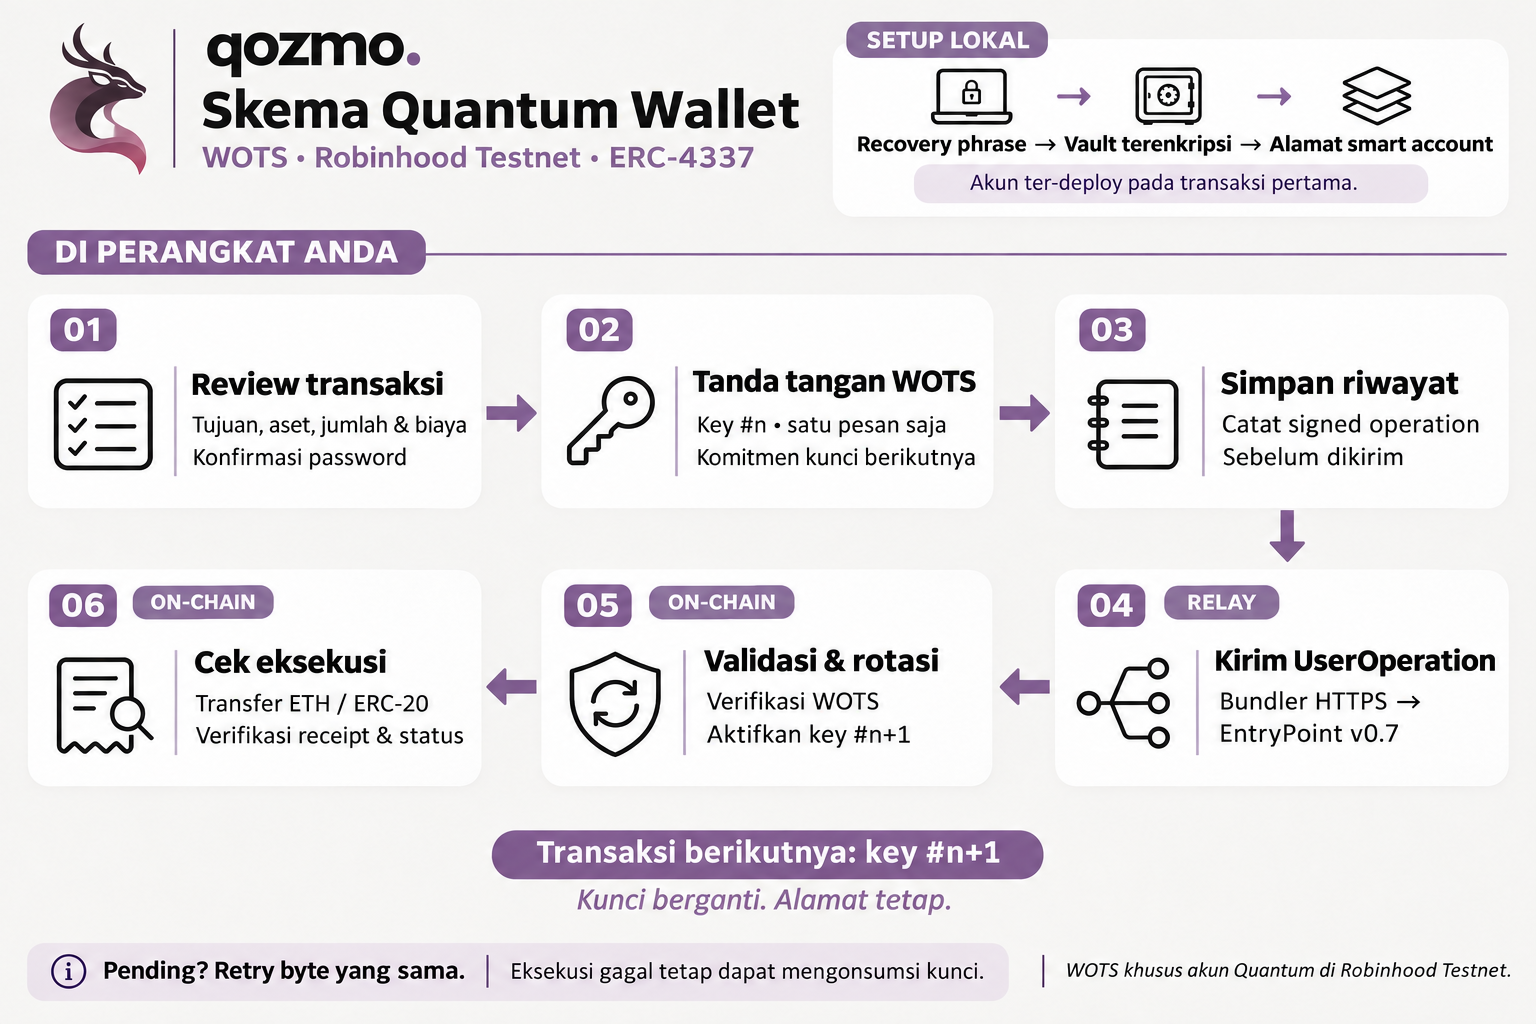 qozmo.
Skema Quantum Wallet
WOTS • Robinhood Testnet • ERC-4337
SETUP LOKAL
Recovery phrase → Vault terenkripsi → Alamat smart account
Akun ter-deploy pada transaksi pertama.
DI PERANGKAT ANDA
01
Review transaksi
Tujuan, aset, jumlah & biaya
Konfirmasi password
02
Tanda tangan WOTS
Key #n • satu pesan saja
Komitmen kunci berikutnya
03
Simpan riwayat
Catat signed operation
Sebelum dikirim
04
RELAY
Kirim UserOperation
Bundler HTTPS →
EntryPoint v0.7
05
ON-CHAIN
Validasi & rotasi
Verifikasi WOTS
Aktifkan key #n+1
06
ON-CHAIN
Cek eksekusi
Transfer ETH / ERC-20
Verifikasi receipt & status
Transaksi berikutnya: key #n+1
Kunci berganti. Alamat tetap.
Pending? Retry byte yang sama.
Eksekusi gagal tetap dapat mengonsumsi kunci.
WOTS khusus akun Quantum di Robinhood Testnet.